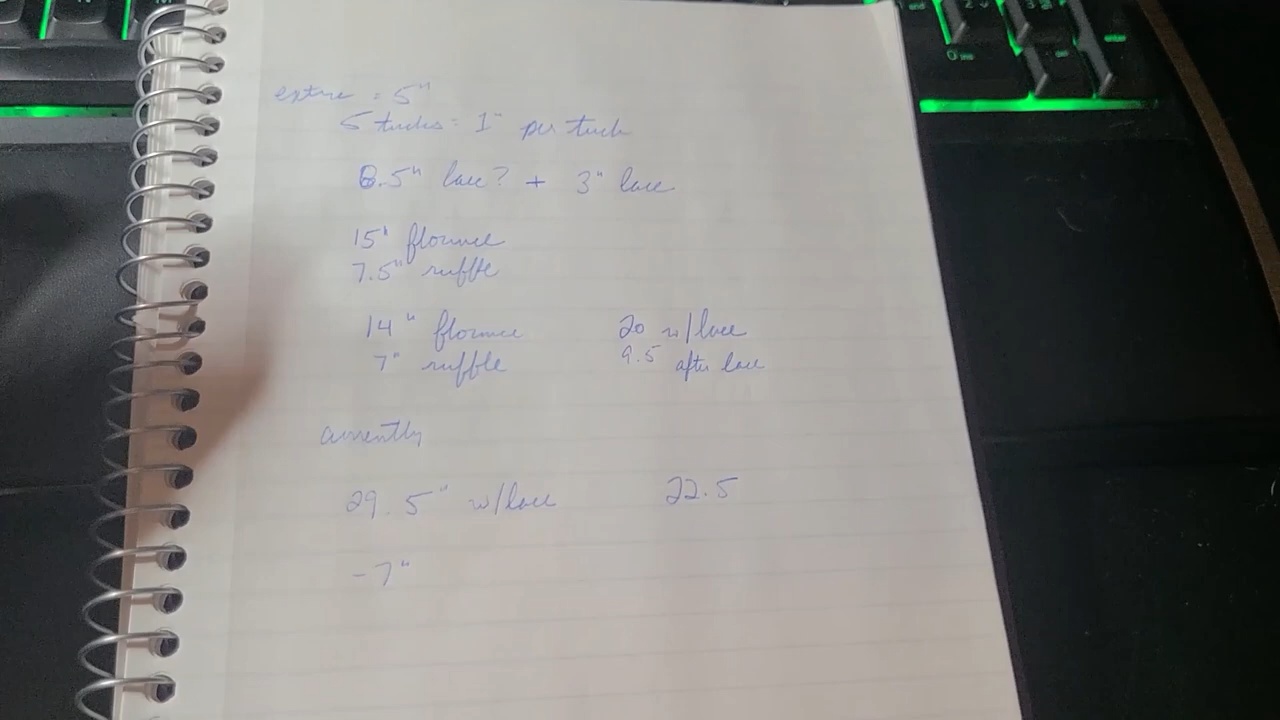 extra = 5"
5 tucks = 1" per tuck
6.5" lace? + 3" lace
15" flounce
7.5" ruffle
14" flounce 20 w/lace
7" ruffle 9.5 after lace
currently
29.5" w/lace 22.5
- 7"